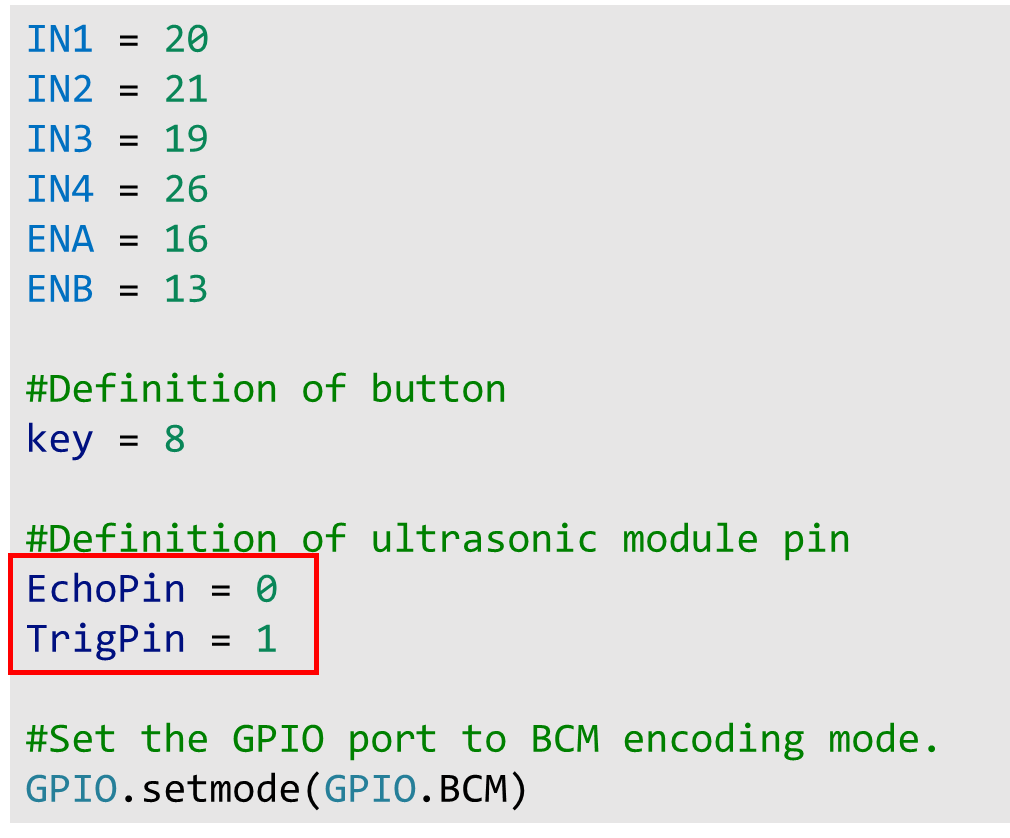 IN1 = 20
IN2 = 21
IN3 = 19
IN4 = 26
ENA = 16
ENB = 13
#Definition of button
key = 8
#Definition of ultrasonic module pin
EchoPin = 0
TrigPin = 1
#Set the GPIO port to BCM encoding mode.
GPIO.setmode(GPIO.BCM)